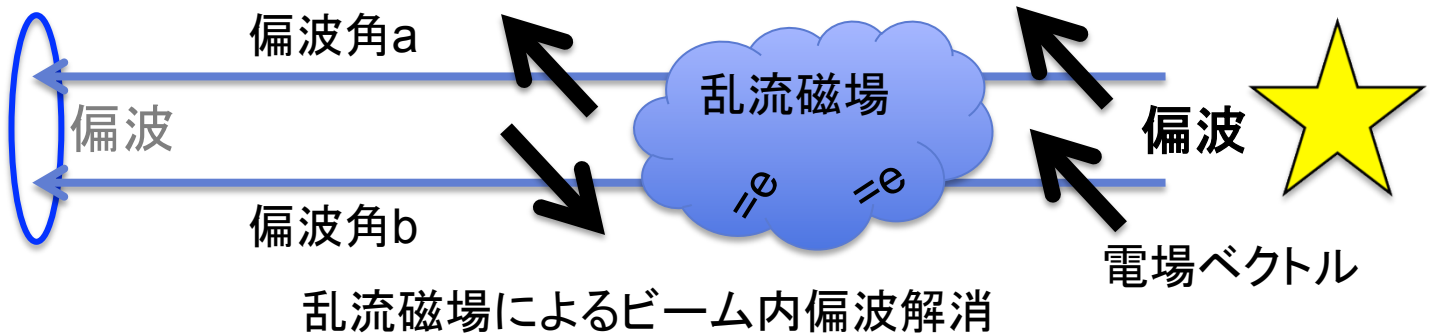 偏波角a
乱流磁場
偏波
偏波
=e
=e
偏波角b
電場ベクトル
乱流磁場によるビーム内偏波解消